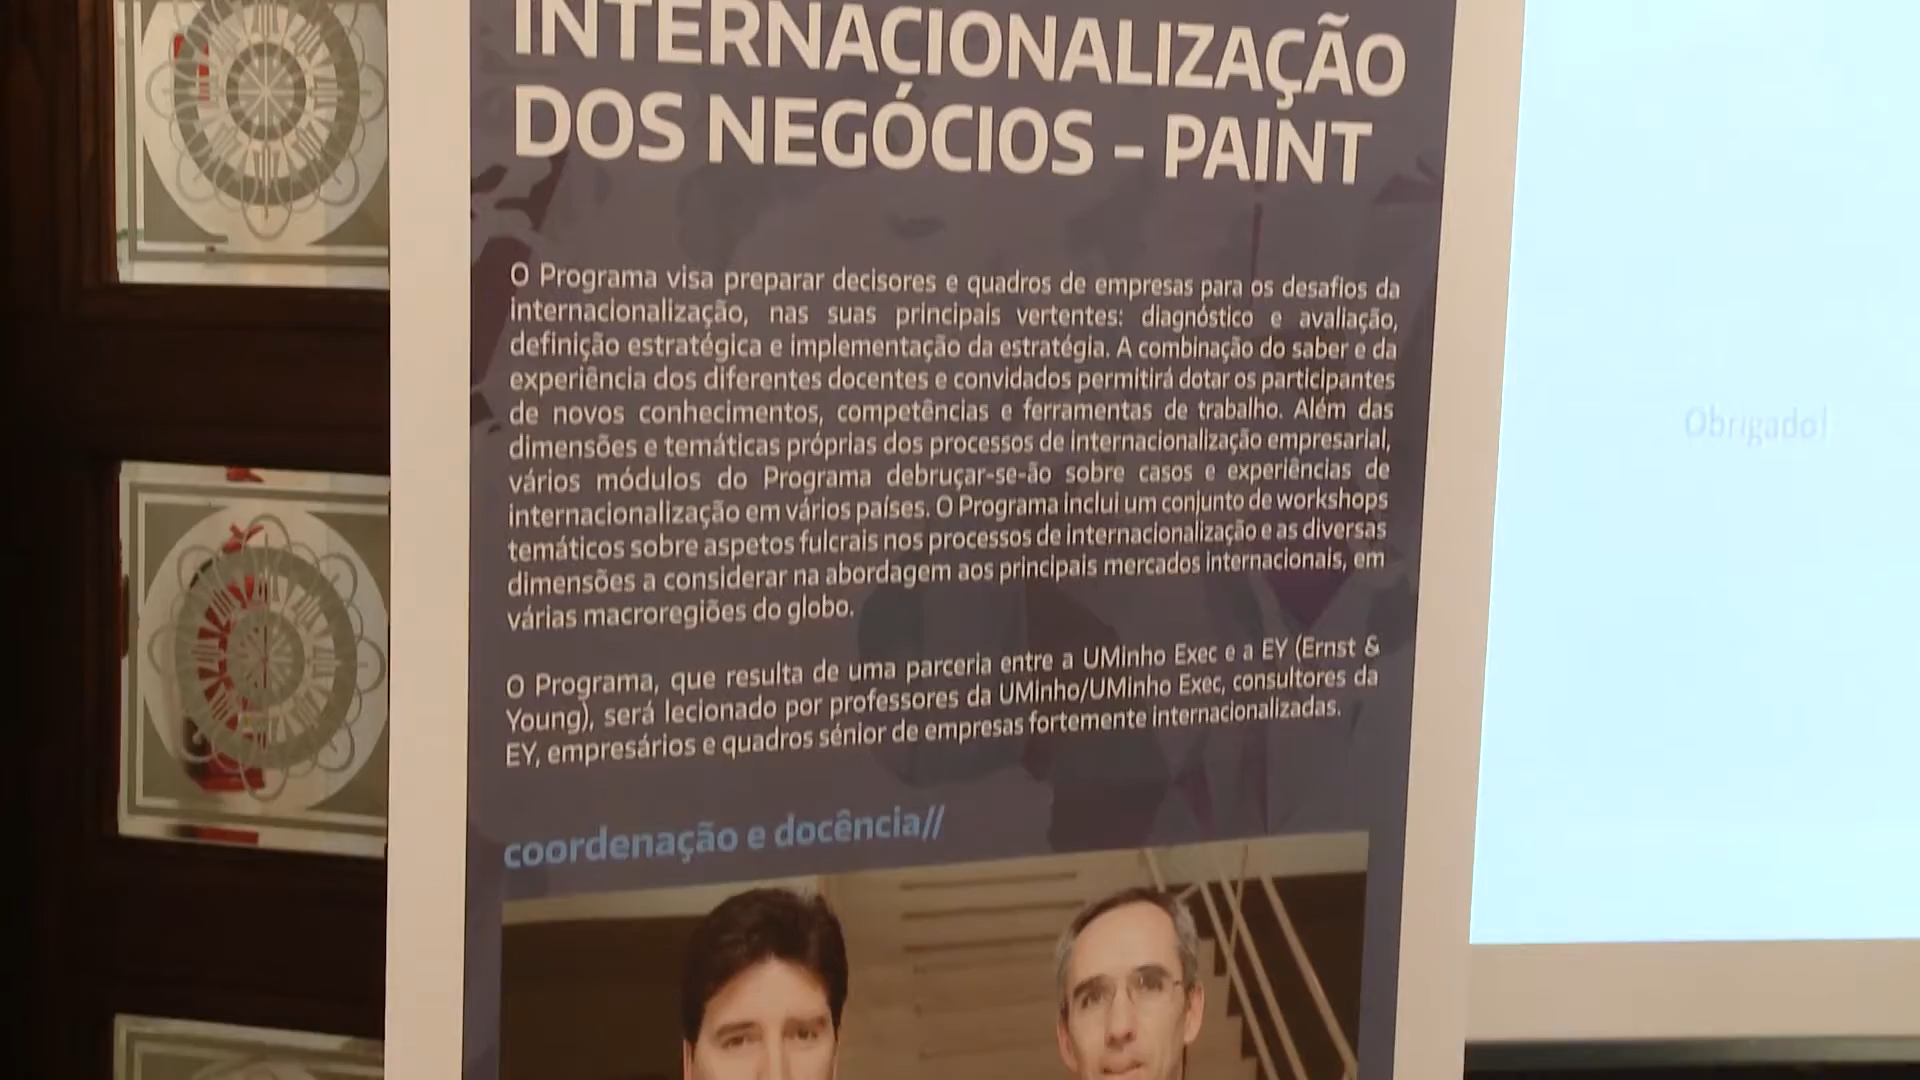 INTERNACIONALIZAÇÃO
DOS NEGÓCIOS – PAINT
O Programa visa preparar decisores e quadros de empresas para os desafios da
internacionalização, nas suas principais vertentes: diagnóstico e avaliação,
definição estratégica e implementação da estratégia. A combinação do saber e da
experiência dos diferentes docentes e convidados permitirá dotar os participantes
de novos conhecimentos, competências e ferramentas de trabalho. Além das
dimensões e temáticas próprias dos processos de internacionalização empresarial,
vários módulos do Programa debruçar-se-ão sobre casos e experiências de
internacionalização em vários países. O Programa inclui um conjunto de workshops
temáticos sobre aspetos fulcrais nos processos de internacionalização e as diversas
dimensões a considerar na abordagem aos principais mercados internacionais, em
várias macroregiões do globo.
O Programa, que resulta de uma parceria entre a UMinho Exec e a EY (Ernst &
Young), será lecionado por professores da UMinho/UMinho Exec, consultores da
EY, empresários e quadros sénior de empresas fortemente internacionalizadas.
coordenação e docência//
Obrigado!